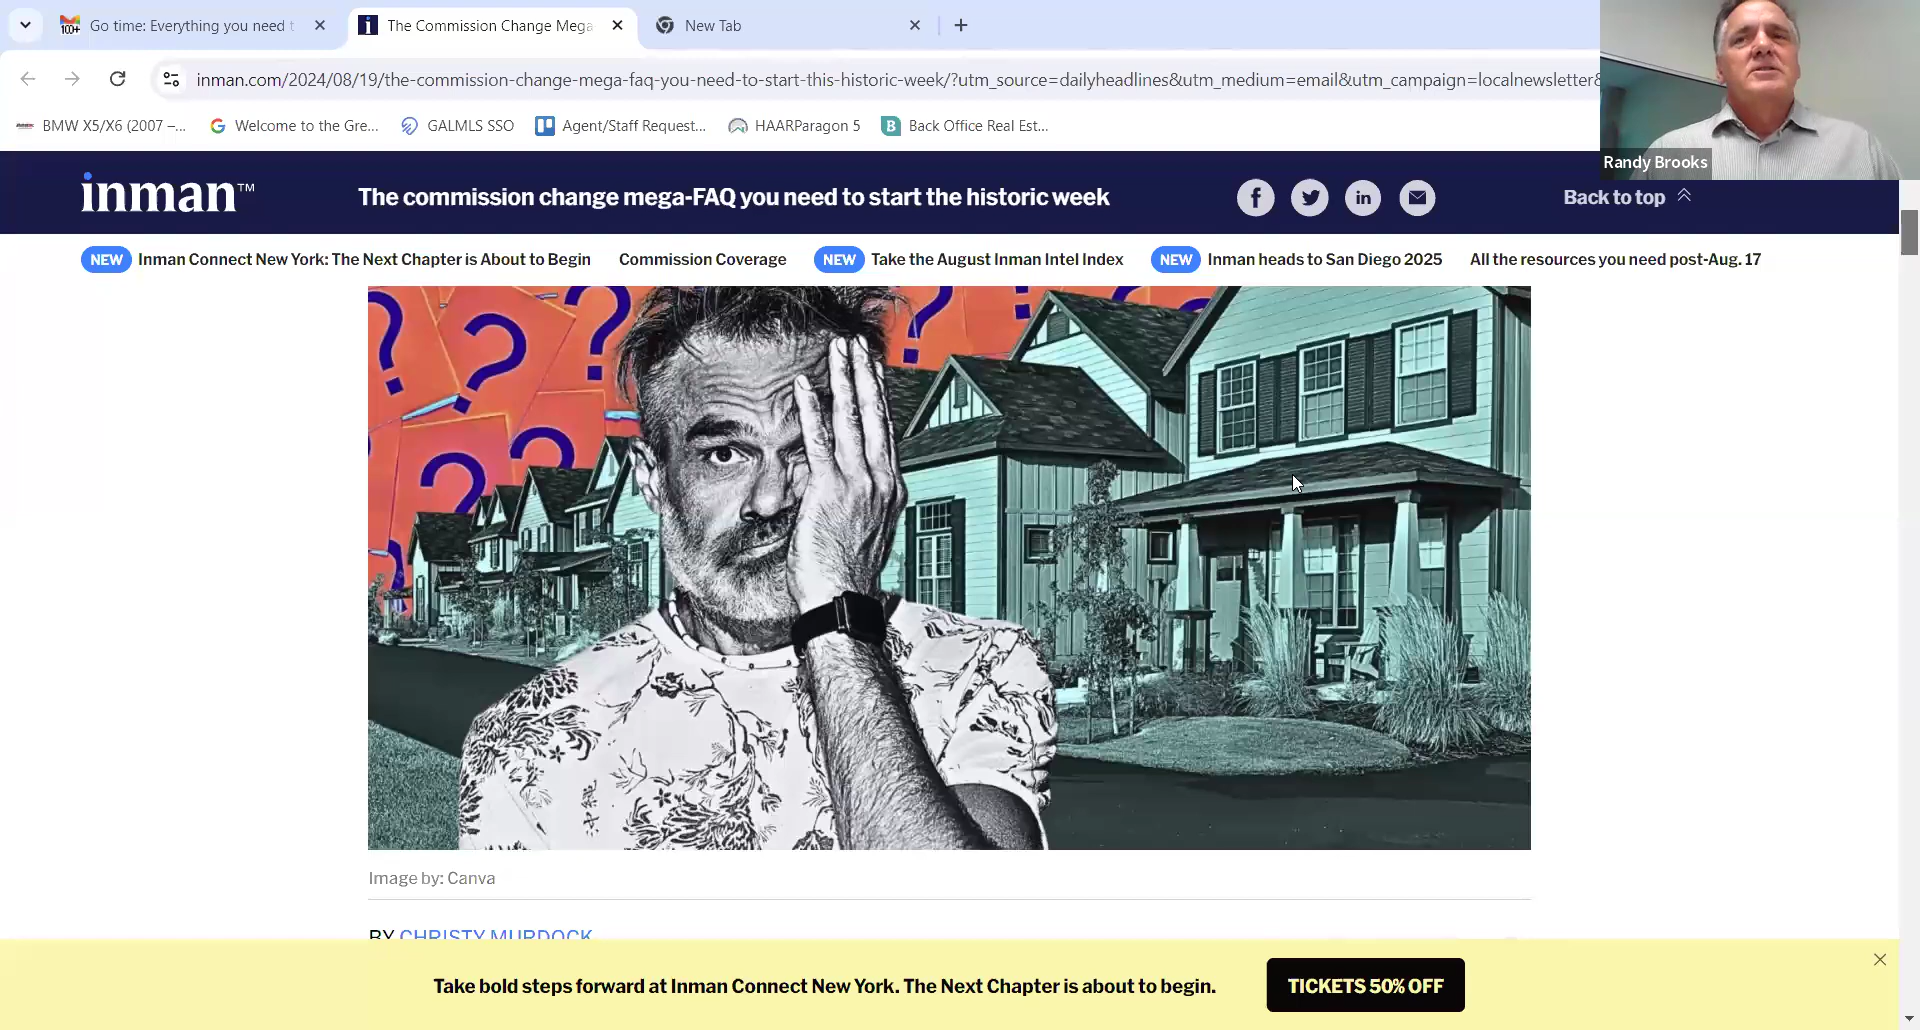 Go time: Everything you need t
The Commission Change Mega
New Tab
inman.com/2024/08/19/the-commission-change-mega-faq-you-need-to-start-this-historic-week/?utm_source=dailyheadlines&utm_medium=email&utm_campaign=localnewsletter&
BMW X5/X6 (2007 –...
Welcome to the Gre...
GALMLS SSO
Agent/Staff Request...
HAARParagon 5
Back Office Real Est...
Randy Brooks
inman™
The commission change mega-FAQ you need to start the historic week
Back to top
NEW Inman Connect New York: The Next Chapter is About to Begin
Commission Coverage
NEW Take the August Inman Intel Index
NEW Inman heads to San Diego 2025
All the resources you need post-Aug. 17
Image by: Canva
BY CHRISTY MURDOCK
Take bold steps forward at Inman Connect New York. The Next Chapter is about to begin.
TICKETS 50% OFF